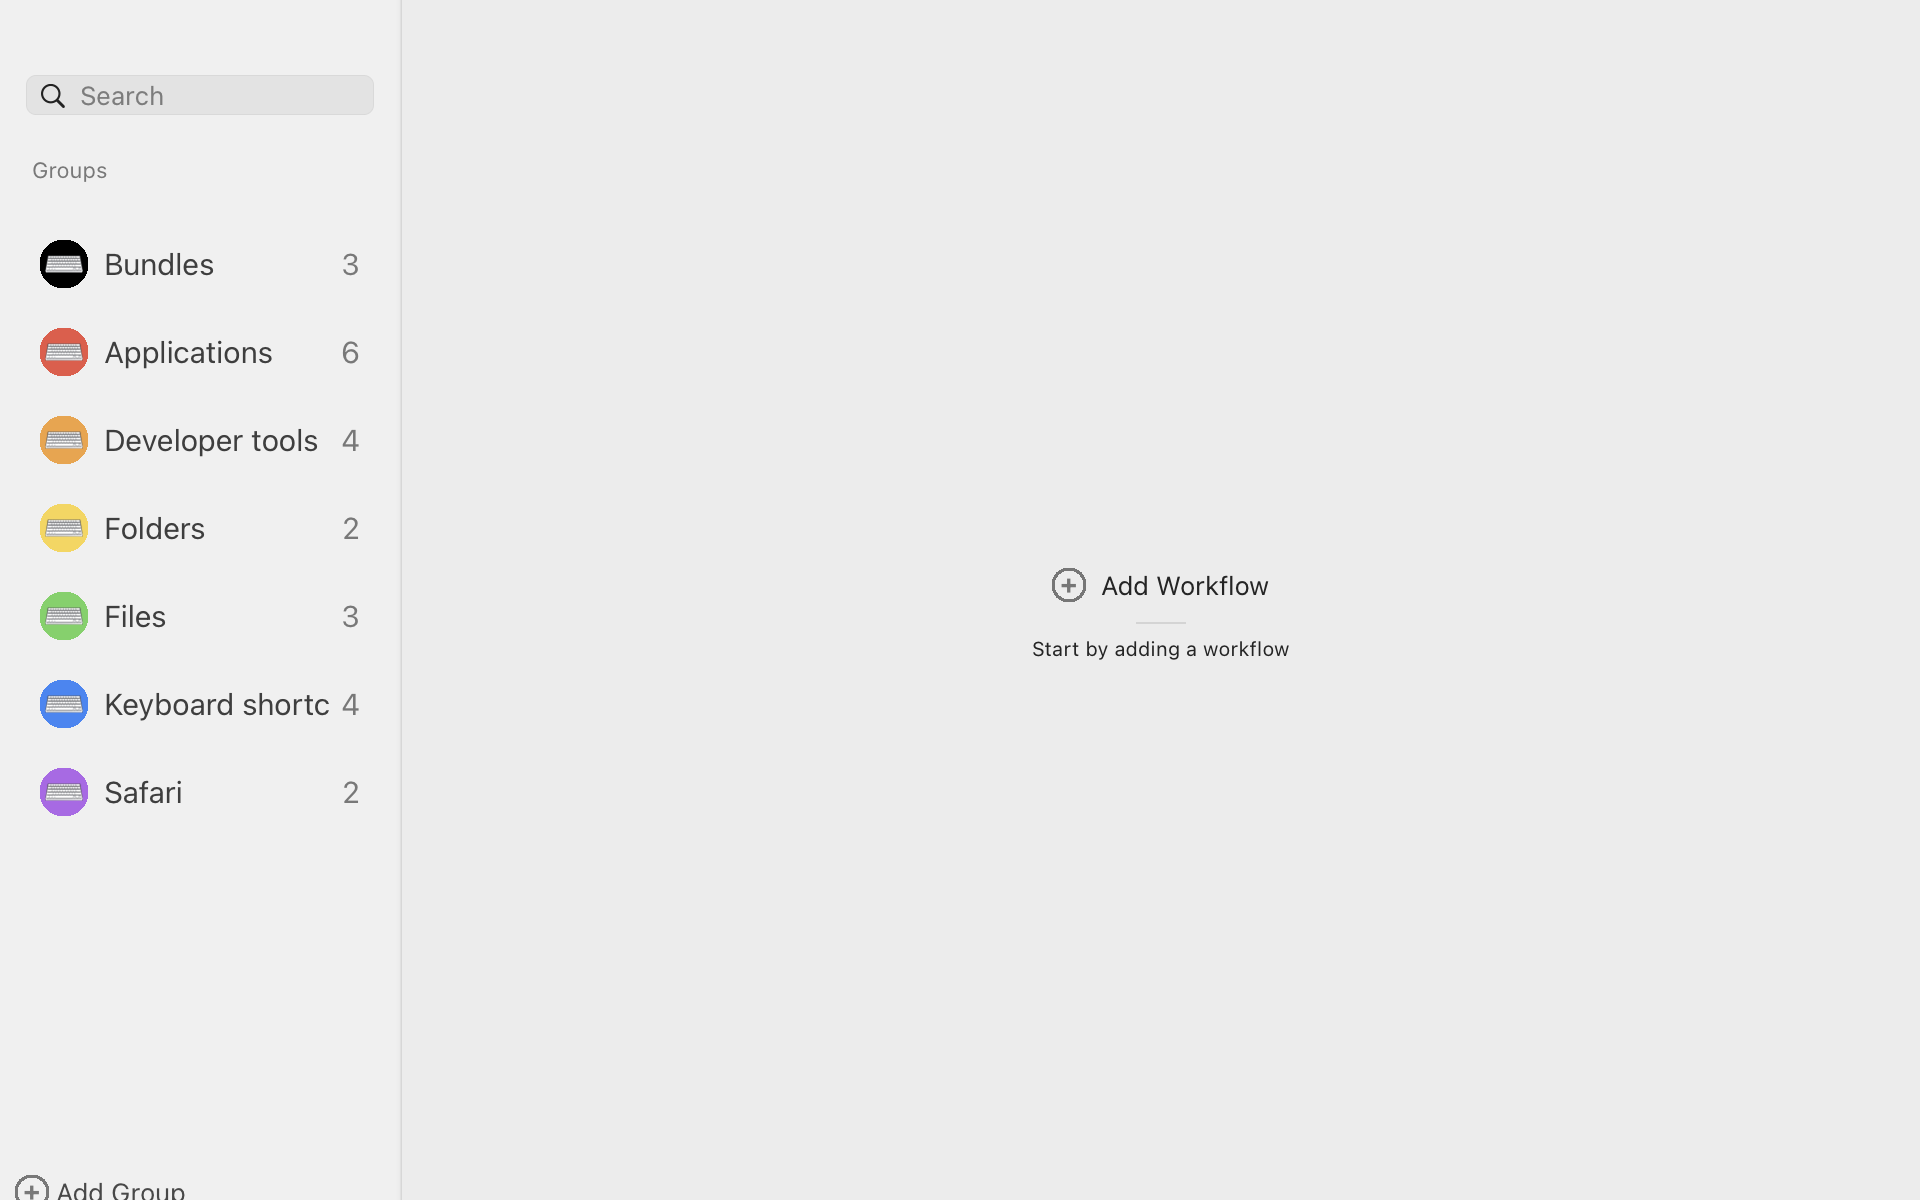 Search
Groups
Bundles 3
Applications 6
Developer tools 4
Folders 2
Files 3
Keyboard shortc 4
Safari 2
Add Group
Add Workflow
Start by adding a workflow